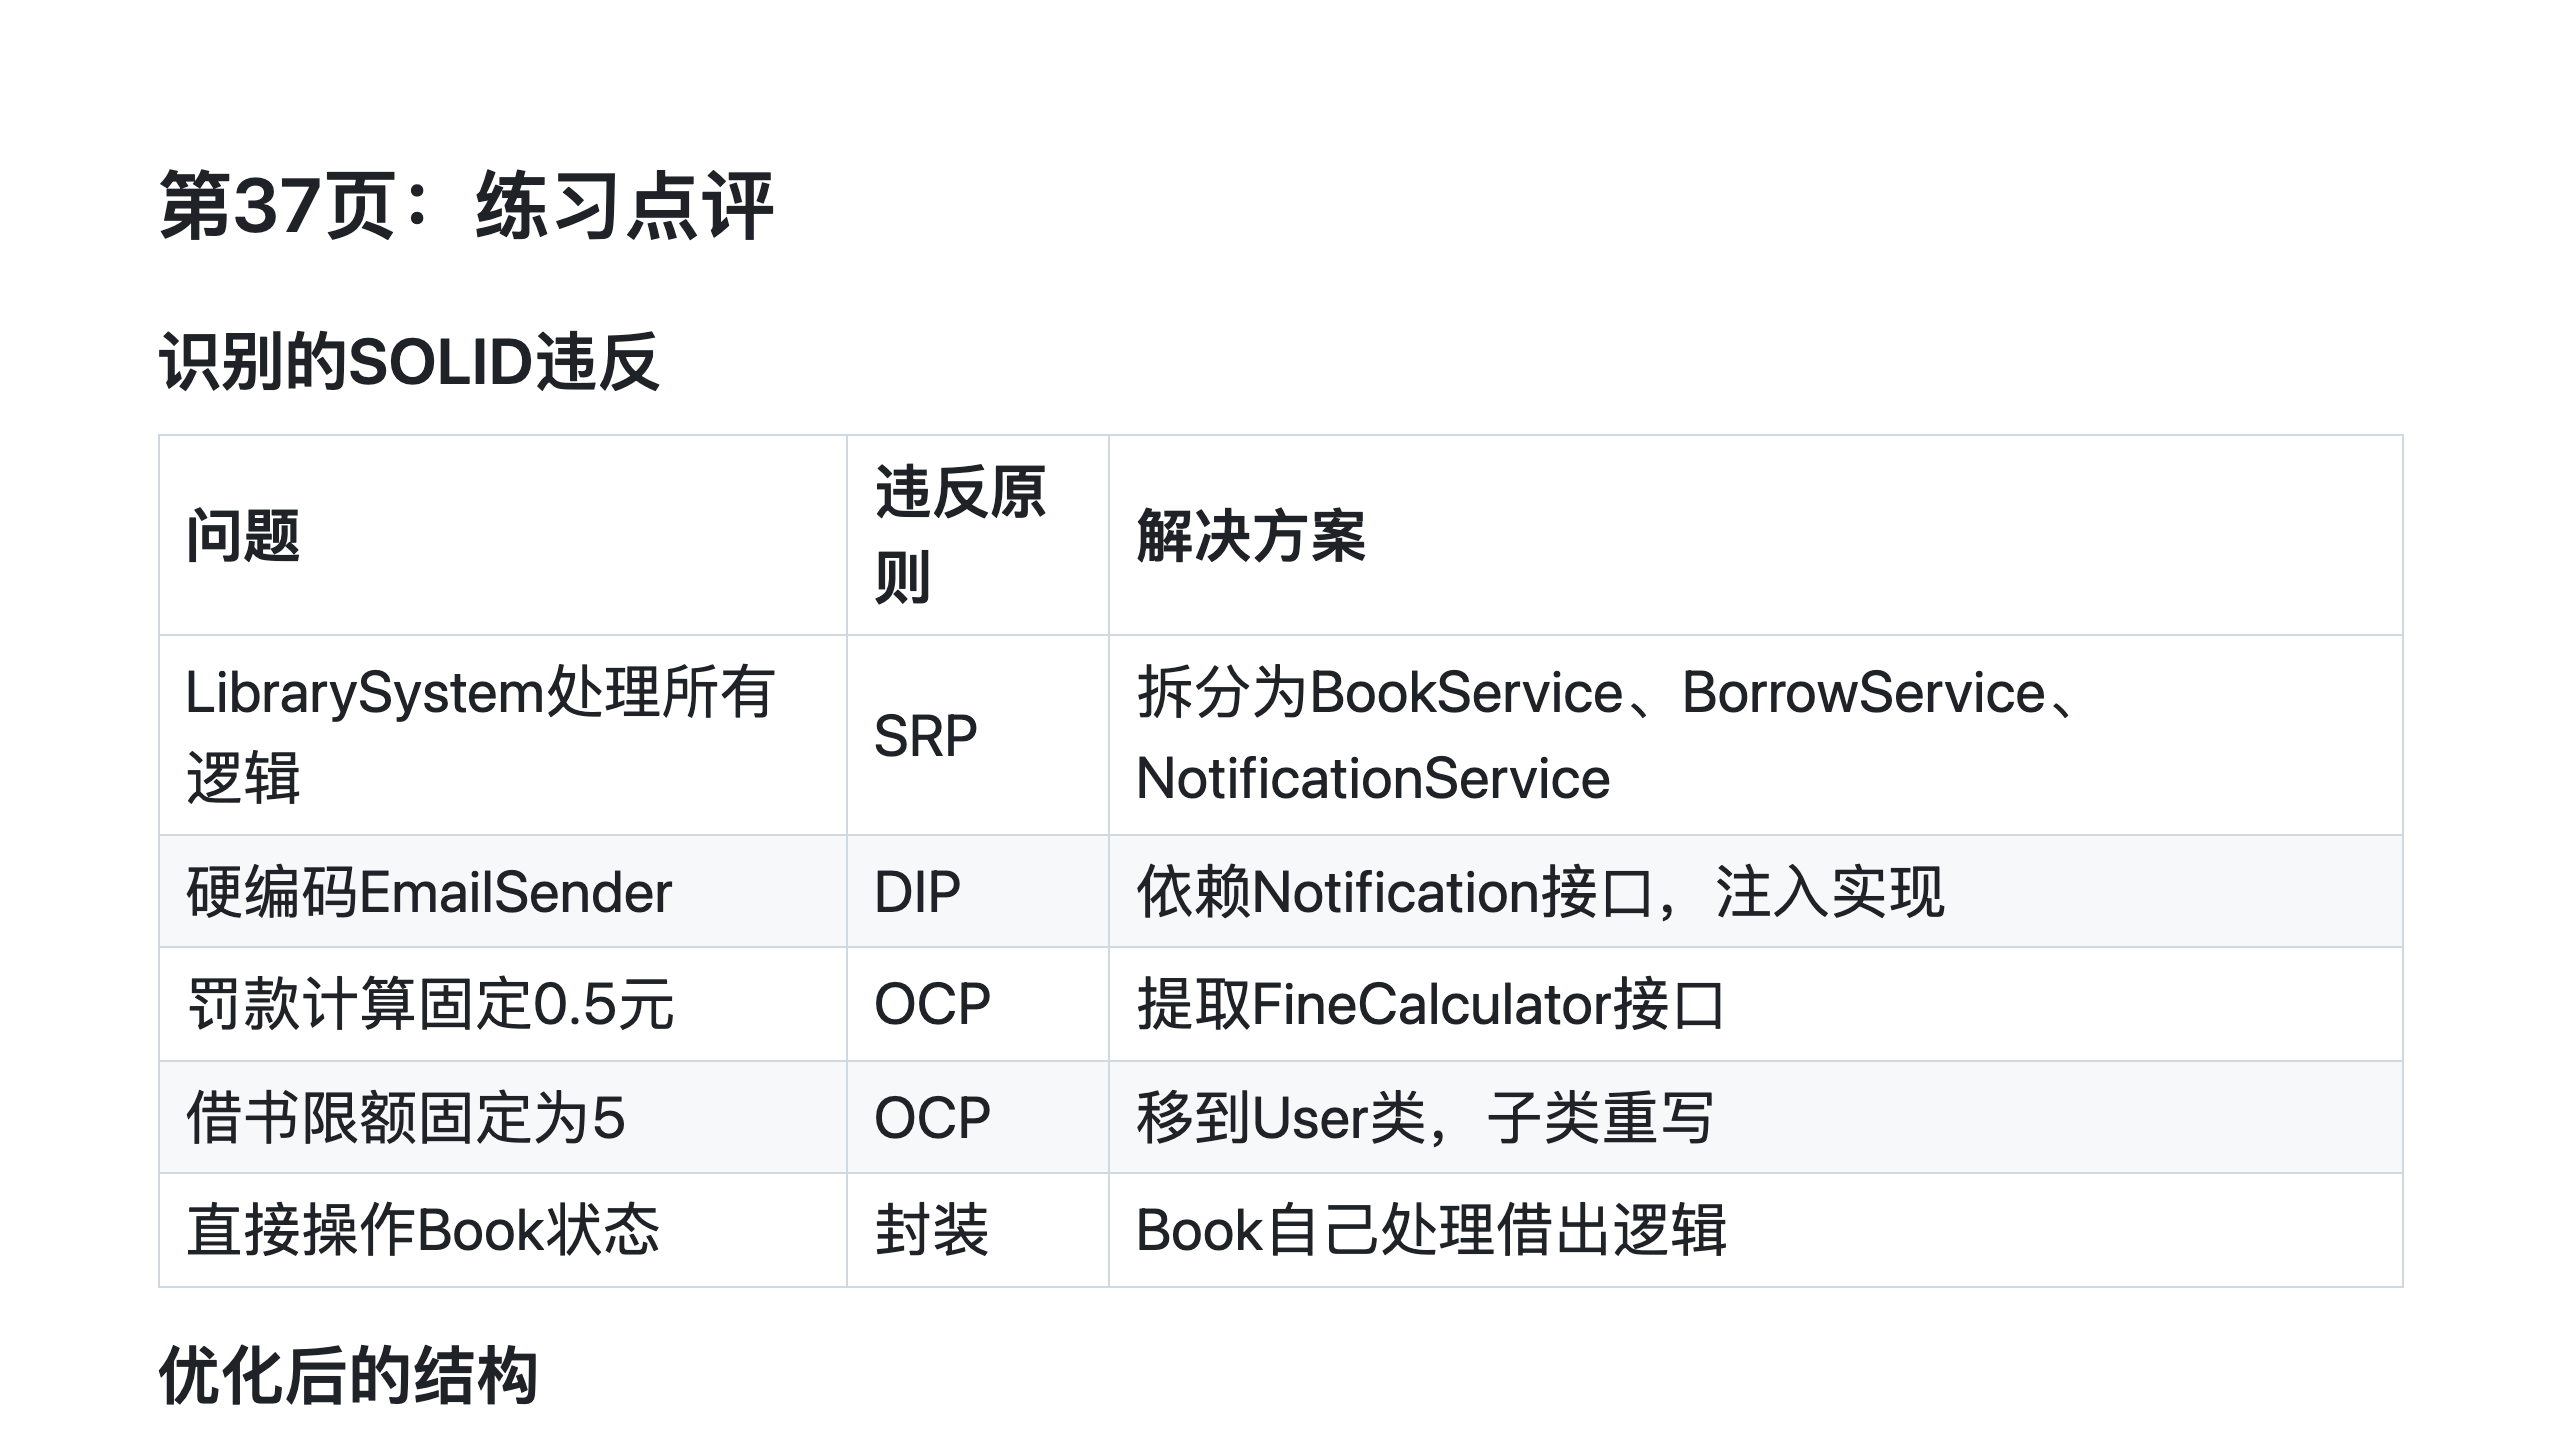 第37页：练习点评
识别的SOLID违反
问题
违反原
则
解决方案
LibrarySystem处理所有
逻辑
SRP
拆分为BookService、BorrowService、
NotificationService
硬编码EmailSender
DIP
依赖Notification接口，注入实现
罚款计算固定0.5元
OCP
提取FineCalculator接口
借书限额固定为5
OCP
移到User类，子类重写
直接操作Book状态
封装
Book自己处理借出逻辑
优化后的结构